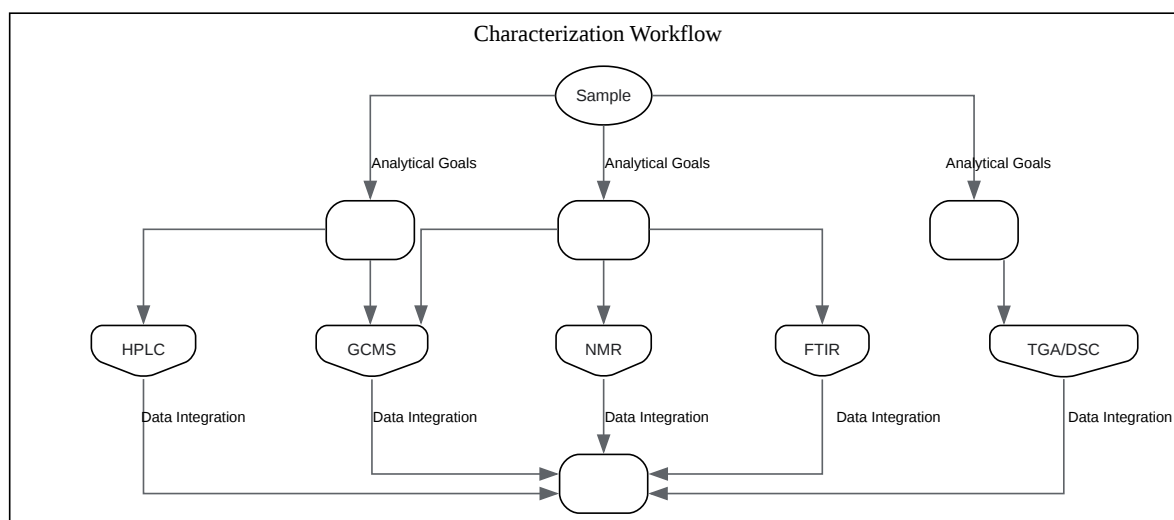 Characterization Workflow
Sample
Analytical Goals
Analytical Goals
Analytical Goals
HPLC
GCMS
NMR
FTIR
TGA/DSC
Data Integration
Data Integration
Data Integration
Data Integration
Data Integration